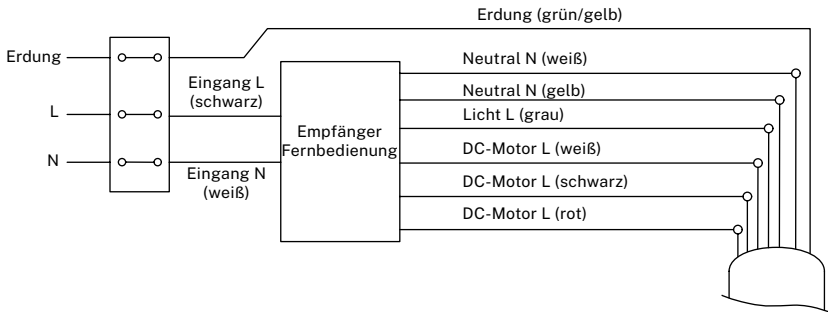 Erdung (grün/gelb)
Erdung
Eingang L
(schwarz)
L
N
Eingang N
(weiß)
Empfänger
Fernbedienung
Neutral N (weiß)
Neutral N (gelb)
Licht L (grau)
DC-Motor L (weiß)
DC-Motor L (schwarz)
DC-Motor L (rot)